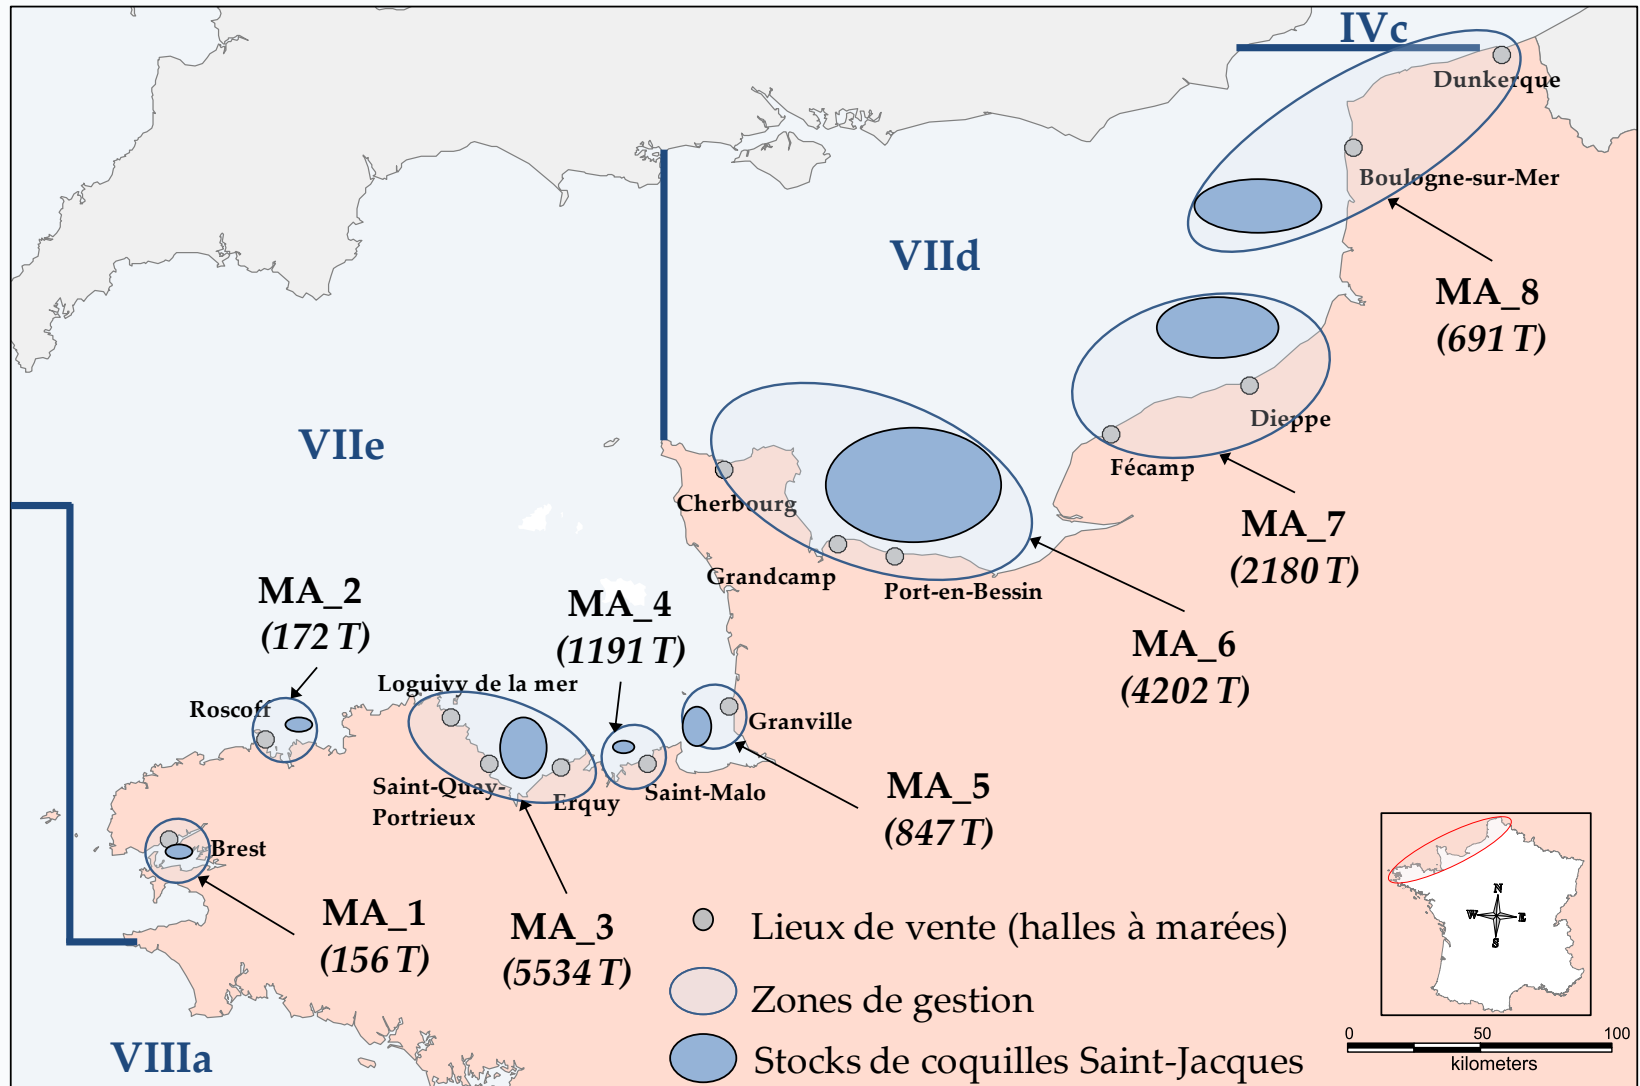 IVc
Dunkerque
Boulogne-sur-Mer
VIId
MA_8
(691 T)
Dieppe
Fécamp
VIIe
Cherbourg
MA_7
(2180 T)
Grandcamp
Port-en-Bessin
MA_2
(172 T)
MA_4
(1191 T)
MA_6
(4202 T)
Loguivy de la mer
Roscoff
Granville
Saint-Quay-
Portrieux
Erquy
Saint-Malo
MA_5
(847 T)
Brest
MA_1
(156 T)
MA_3
(5534 T)
Lieux de vente (halles à marées)
Zones de gestion
Stocks de coquilles Saint-Jacques
N
W
E
S
0 50 100
kilometers
VIIIa